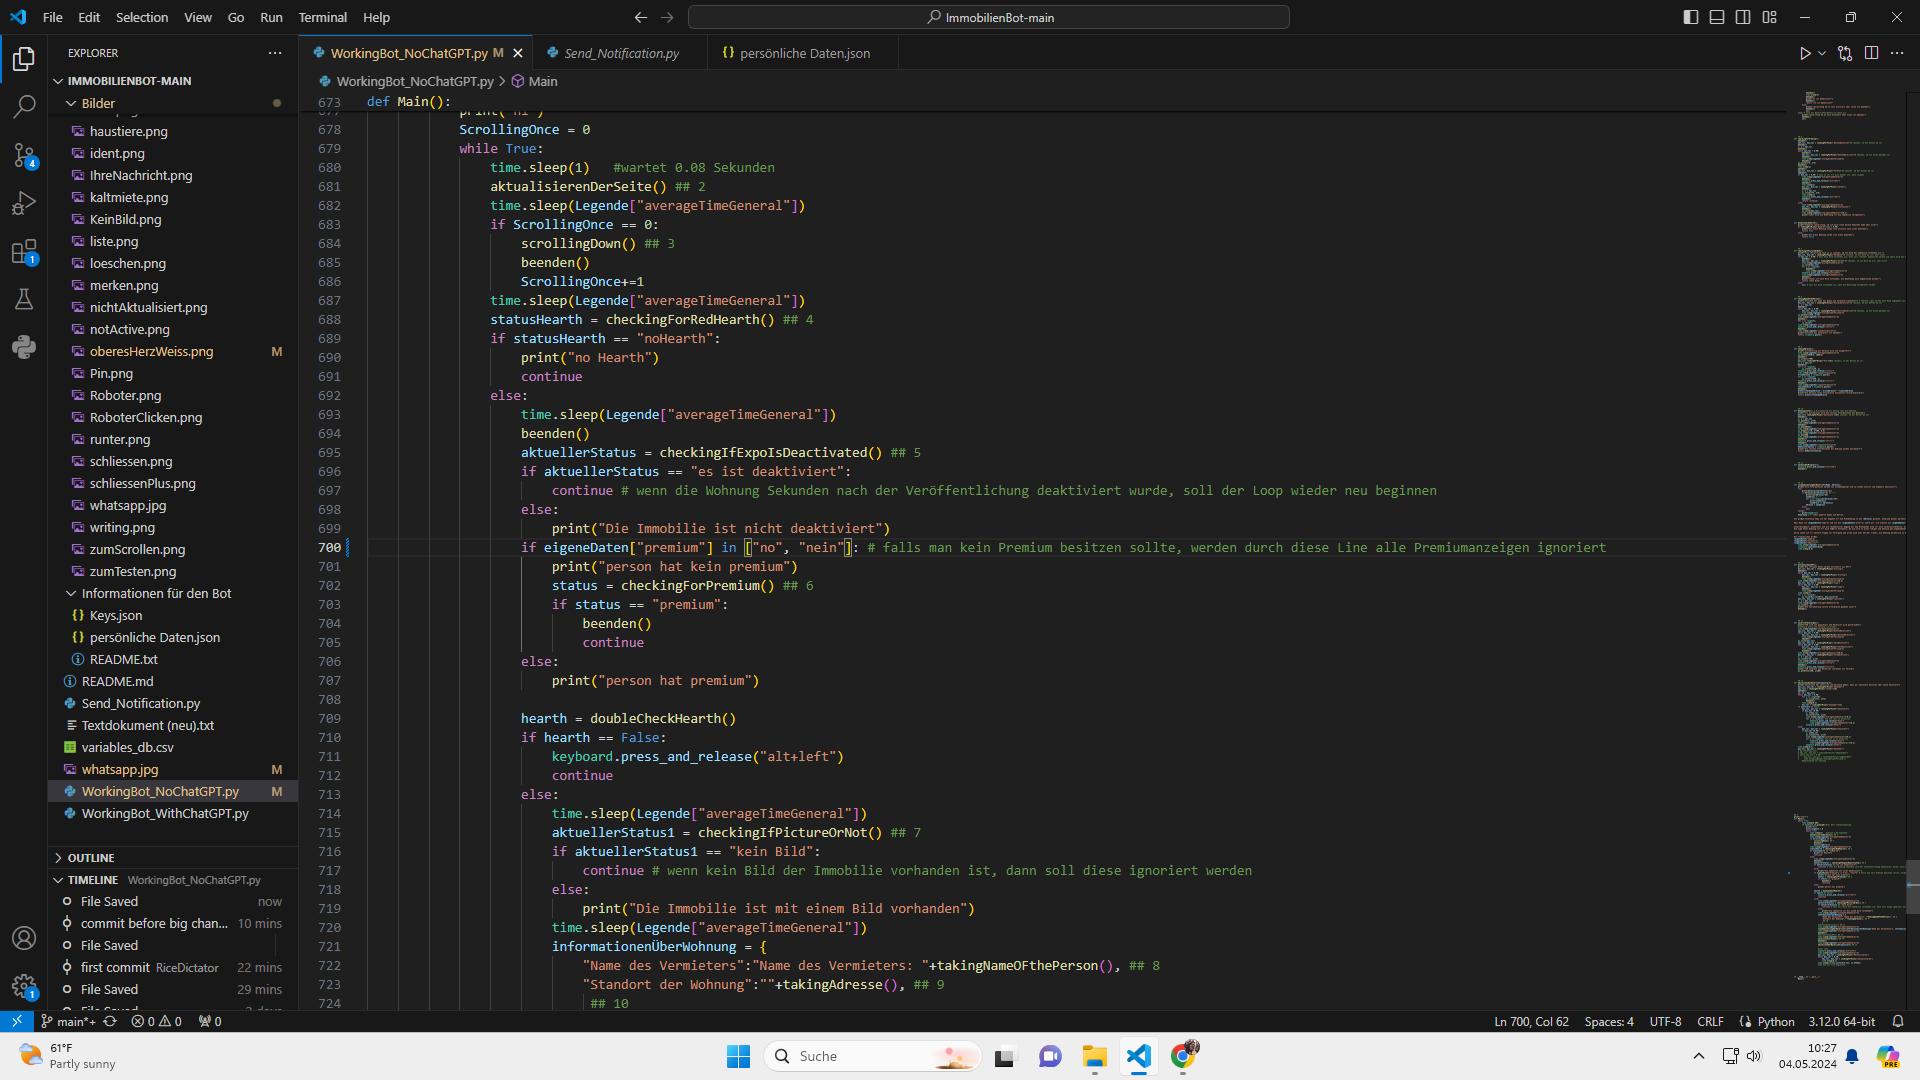 File Edit Selection View Go Run Terminal Help
ImmobilienBot-main
EXPLORER
IMMOBILIENBOT-MAIN
Bilder
haustiere.png
ident.png
IhreNachricht.png
kaltmiete.png
KeinBild.png
liste.png
loeschen.png
merken.png
nichtAktualisiert.png
notActive.png
oberesHerzWeiss.png M
Pin.png
Roboter.png
RoboterClicken.png
runter.png
schliessen.png
schliessenPlus.png
whatsapp.jpg
writing.png
zumScrollen.png
zumTesten.png
Informationen für den Bot
Keys.json
persönliche Daten.json
README.txt
README.md
Send_Notification.py
Textdokument (neu).txt
variables_db.csv
whatsapp.jpg M
WorkingBot_NoChatGPT.py M
WorkingBot_WithChatGPT.py
OUTLINE
TIMELINE WorkingBot_NoChatGPT.py
File Saved now
commit before big chan... 10 mins
File Saved
first commit RiceDictator 22 mins
File Saved 29 mins
4
1
1
WorkingBot_NoChatGPT.py M
Send_Notification.py
persönliche Daten.json
WorkingBot_NoChatGPT.py > Main
673 def Main():
677 print("hi")
678 ScrollingOnce = 0
679 while True:
680 time.sleep(1) #wartet 0.08 Sekunden
681 aktualisierenDerSeite() ## 2
682 time.sleep(Legende["averageTimeGeneral"])
683 if ScrollingOnce == 0:
684 scrollingDown() ## 3
685 beenden()
686 ScrollingOnce+=1
687 time.sleep(Legende["averageTimeGeneral"])
688 statusHearth = checkingForRedHearth() ## 4
689 if statusHearth == "noHearth":
690 print("no Hearth")
691 continue
692 else:
693 time.sleep(Legende["averageTimeGeneral"])
694 beenden()
695 aktuellerStatus = checkingIfExpoIsDeactivated() ## 5
696 if aktuellerStatus == "es ist deaktiviert":
697 continue # wenn die Wohnung Sekunden nach der Veröffentlichung deaktiviert wurde, soll der Loop wieder neu beginnen
698 else:
699 print("Die Immobilie ist nicht deaktiviert")
700 if eigeneDaten["premium"] in ["no", "nein"]: # falls man kein Premium besitzen sollte, werden durch diese Line alle Premiumanzeigen ignoriert
701 print("person hat kein premium")
702 status = checkingForPremium() ## 6
703 if status == "premium":
704 beenden()
705 continue
706 else:
707 print("person hat premium")
708
709 hearth = doubleCheckHearth()
710 if hearth == False:
711 keyboard.press_and_release("alt+left")
712 continue
713 else:
714 time.sleep(Legende["averageTimeGeneral"])
715 aktuellerStatus1 = checkingIfPictureOrNot() ## 7
716 if aktuellerStatus1 == "kein Bild":
717 continue # wenn kein Bild der Immobilie vorhanden ist, dann soll diese ignoriert werden
718 else:
719 print("Die Immobilie ist mit einem Bild vorhanden")
720 time.sleep(Legende["averageTimeGeneral"])
721 informationenÜberWohnung = {
722 "Name des Vermieters":"Name des Vermieters: "+takingNameOFthePerson(), ## 8
723 "Standort der Wohnung":""+takingAdresse(), ## 9
724 ## 10
main*+ 0 0 0
Ln 700, Col 62 Spaces: 4 UTF-8 CRLF Python 3.12.0 64-bit
61°F
Partly sunny
Suche
10:27
04.05.2024
PRE